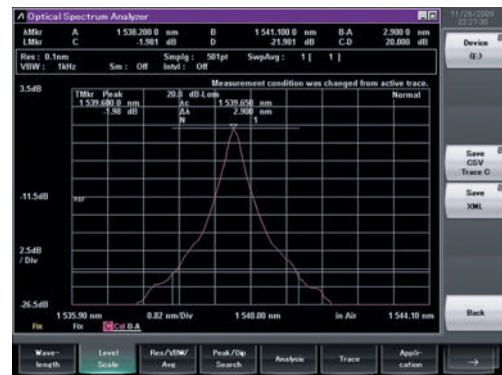 Optical Spectrum Analyzer
11/26/2009
λMkr A 1 538.200 0 nm B 1 541.100 0 nm B-A 2.900 0 nm
LMkr C -1.981 dB D -21.981 dB C-D 20.000 dB
Res : 0.1nm Smplg : 501pt SwpAvg : 1 [ 1 ]
VBW : 1kHz Sm : Off Intvl : Off
Measurement condition was changed from active trace.
3.5dB
TMkr Peak 20.0 dB-Loss Normal
1 539.600 0 nm λc 1 539.650 nm
-1.98 dB Δλ 2.900 nm
N 1
-11.5dB
REF
2.5dB
/ Div
-26.5dB
1 535.90 nm 0.82 nm/Div 1 540.00 nm in Air 1 544.10 nm
Fix Fix C Cal B-A
Device
(E:)
Save
CSV
Trace C
Save
XML
Back
Wave-
length
Level
Scale
Res/VBW/
Avg
Peak/Dip
Search
Analysis
Trace
Appli-
cation
→